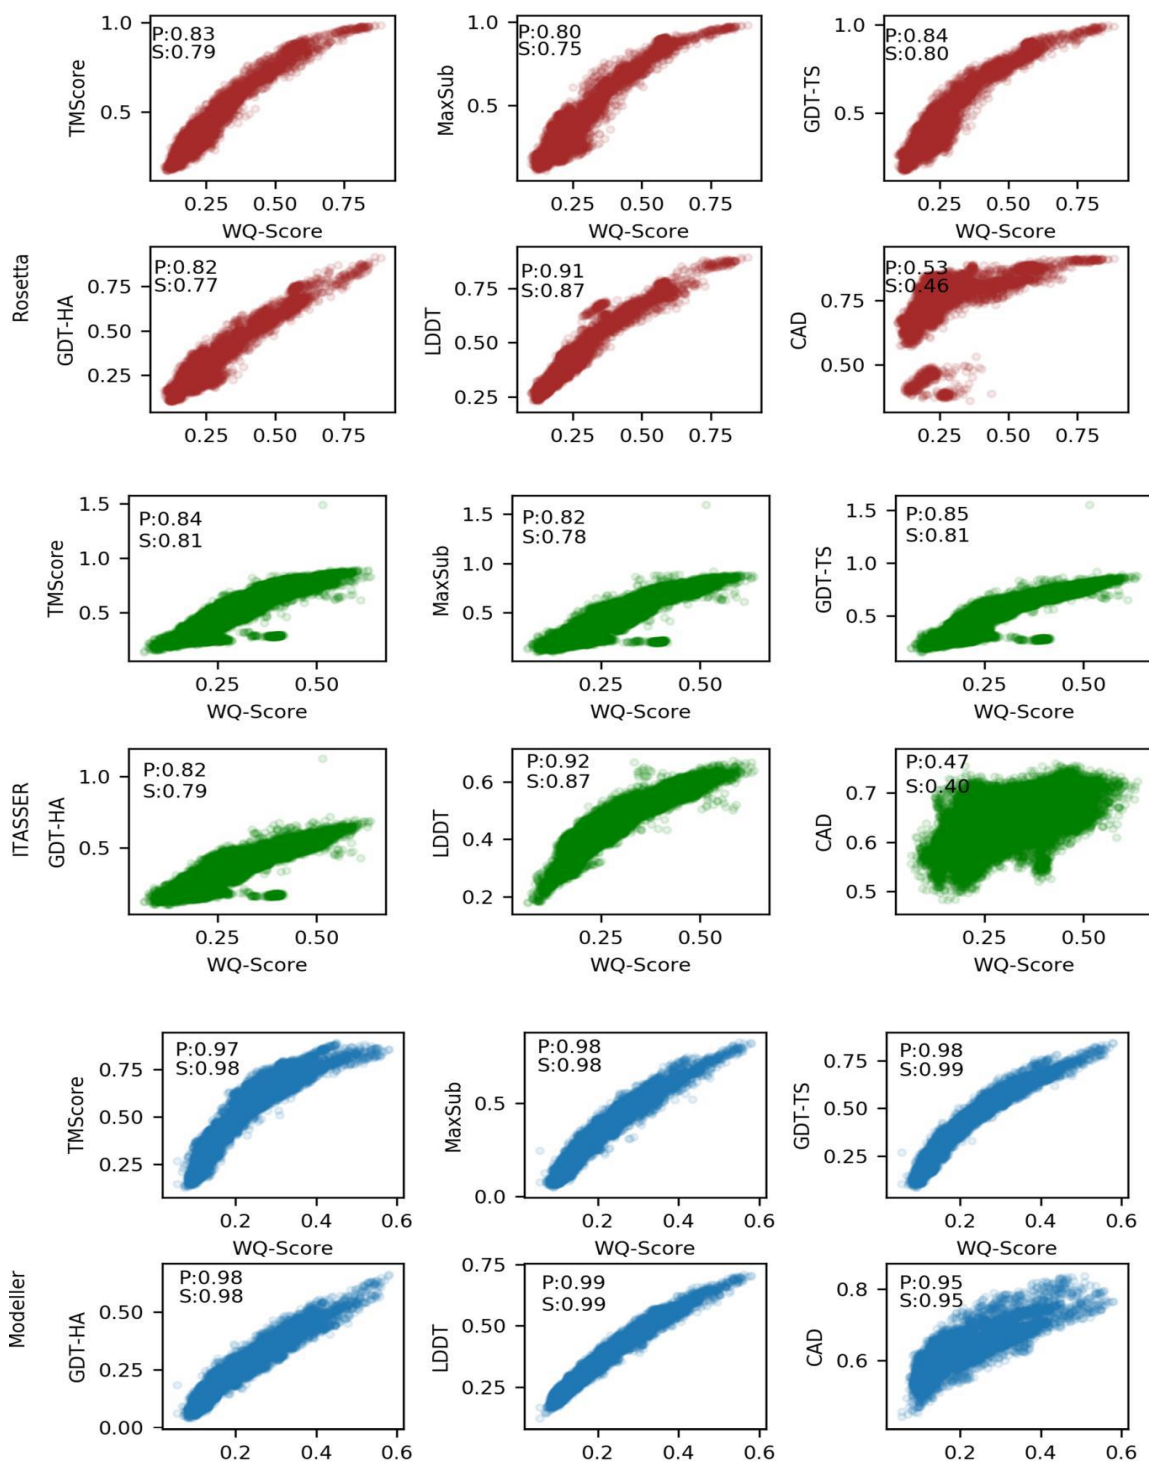 P:0.83
S:0.79
TMScore
1.0
0.5
0.25 0.50 0.75
WQ-Score
P:0.80
S:0.75
MaxSub
1.0
0.5
0.25 0.50 0.75
WQ-Score
P:0.84
S:0.80
GDT-TS
1.0
0.5
0.25 0.50 0.75
WQ-Score
Rosetta
P:0.82
S:0.77
GDT-HA
0.75
0.50
0.25
0.25 0.50 0.75
P:0.91
S:0.87
LDDT
0.75
0.50
0.25
0.25 0.50 0.75
P:0.53
S:0.46
CAD
0.75
0.50
0.25 0.50 0.75
P:0.84
S:0.81
TMScore
1.5
1.0
0.5
0.25 0.50
WQ-Score
P:0.82
S:0.78
MaxSub
1.5
1.0
0.5
0.25 0.50
WQ-Score
P:0.85
S:0.81
GDT-TS
1.5
1.0
0.5
0.25 0.50
WQ-Score
ITASSER
P:0.82
S:0.79
GDT-HA
1.0
0.5
0.25 0.50
WQ-Score
P:0.92
S:0.87
LDDT
0.6
0.4
0.2
0.25 0.50
WQ-Score
P:0.47
S:0.40
CAD
0.7
0.6
0.5
0.25 0.50
WQ-Score
P:0.97
S:0.98
TMScore
0.75
0.50
0.25
0.2 0.4 0.6
WQ-Score
P:0.98
S:0.98
MaxSub
0.5
0.0
0.2 0.4 0.6
WQ-Score
P:0.98
S:0.99
GDT-TS
0.75
0.50
0.25
0.2 0.4 0.6
WQ-Score
Modeller
P:0.98
S:0.98
GDT-HA
0.50
0.25
0.00
0.2 0.4 0.6
P:0.99
S:0.99
LDDT
0.75
0.50
0.25
0.2 0.4 0.6
P:0.95
S:0.95
CAD
0.8
0.6
0.2 0.4 0.6